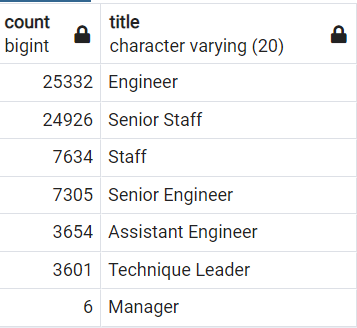 count title
bigint character varying (20)
25332 Engineer
24926 Senior Staff
7634 Staff
7305 Senior Engineer
3654 Assistant Engineer
3601 Technique Leader
6 Manager